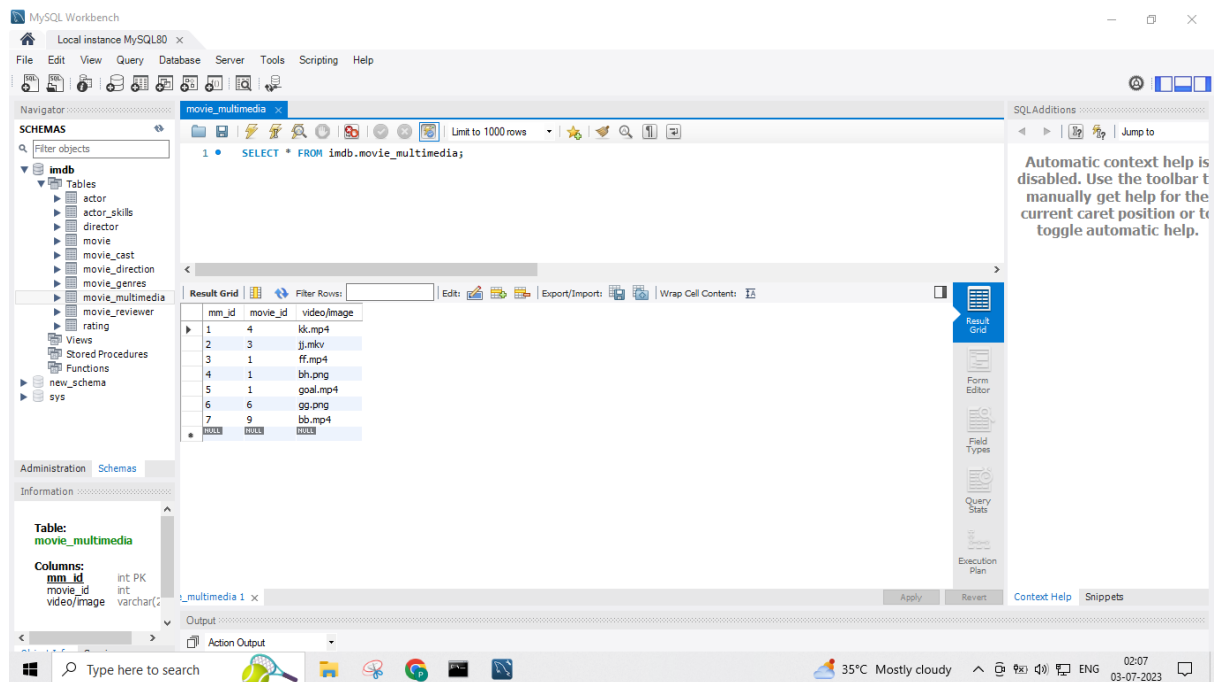 MySQL Workbench
Local instance MySQL80
File Edit View Query Database Server Tools Scripting Help
Navigator
SCHEMAS
Filter objects
imdb
Tables
actor
actor_skills
director
movie
movie_cast
movie_direction
movie_genres
movie_multimedia
movie_reviewer
rating
Views
Stored Procedures
Functions
new_schema
sys
Administration Schemas
Information
Table:
movie_multimedia
Columns:
mm_id int PK
movie_id int
video/image varchar(2
movie_multimedia
Limit to 1000 rows
1 SELECT * FROM imdb.movie_multimedia;
Result Grid Filter Rows: Edit: Export/Import: Wrap Cell Content:
mm_id movie_id video/image
1 4 kk.mp4
2 3 jj.mkv
3 1 ff.mp4
4 1 bh.png
5 1 goal.mp4
6 6 gg.png
7 9 bb.mp4
NULL NULL NULL
Result
Grid
Form
Editor
Field
Types
Query
Stats
Execution
Plan
_multimedia 1
Apply Revert
Output
Action Output
SQLAdditions
Jump to
Automatic context help is
disabled. Use the toolbar t
manually get help for the
current caret position or to
toggle automatic help.
Context Help Snippets
Type here to search
35°C Mostly cloudy
ENG
02:07
03-07-2023